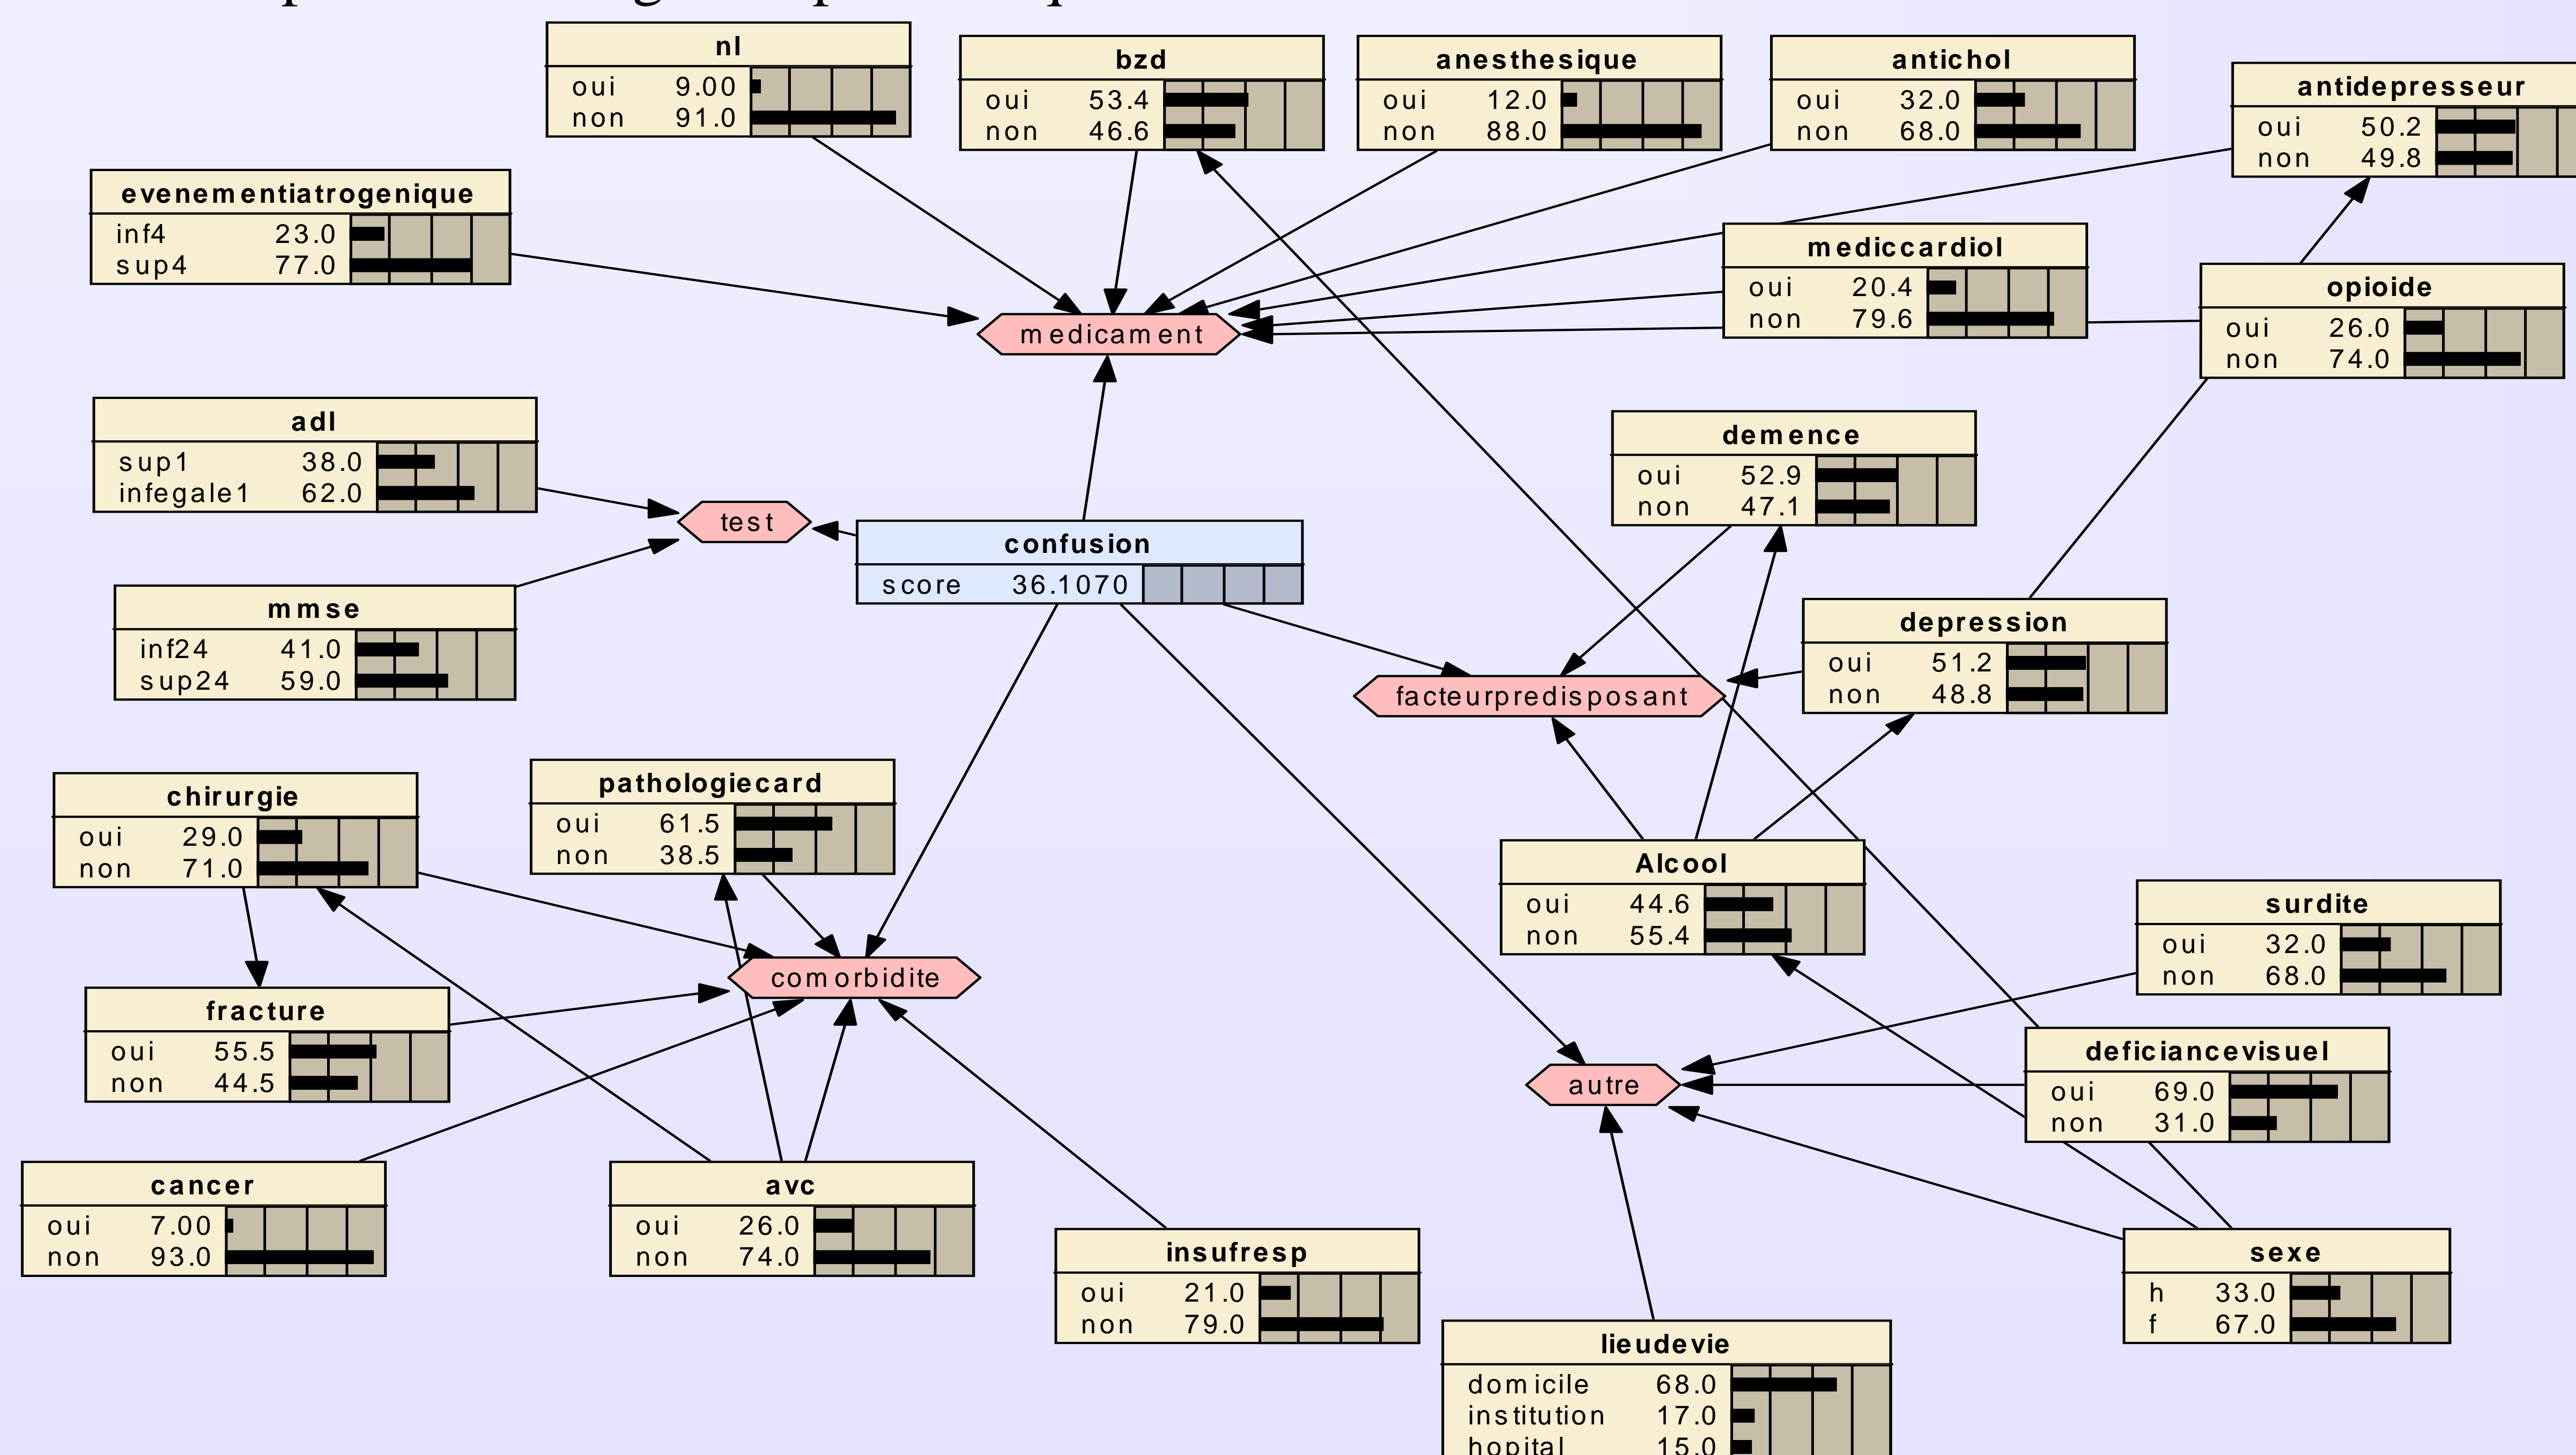 nl
oui 9.00
non 91.0
bzd
oui 53.4
non 46.6
anesthesique
oui 12.0
non 88.0
antichol
oui 32.0
non 68.0
antidepresseur
oui 50.2
non 49.8
evenementiatrogenique
inf4 23.0
sup4 77.0
mediccardiol
oui 20.4
non 79.6
opioide
oui 26.0
non 74.0
medicament
adl
sup1 38.0
infegale1 62.0
demence
oui 52.9
non 47.1
test
confusion
score 36.1070
mmse
inf24 41.0
sup24 59.0
depression
oui 51.2
non 48.8
facteurpredisposant
chirurgie
oui 29.0
non 71.0
pathologiecard
oui 61.5
non 38.5
Alcool
oui 44.6
non 55.4
surdite
oui 32.0
non 68.0
comorbidite
fracture
oui 55.5
non 44.5
deficiancevisuel
oui 69.0
non 31.0
autre
cancer
oui 7.00
non 93.0
avc
oui 26.0
non 74.0
insufresp
oui 21.0
non 79.0
sexe
h 33.0
f 67.0
lieudevie
domicile 68.0
institution 17.0
hopital 15.0